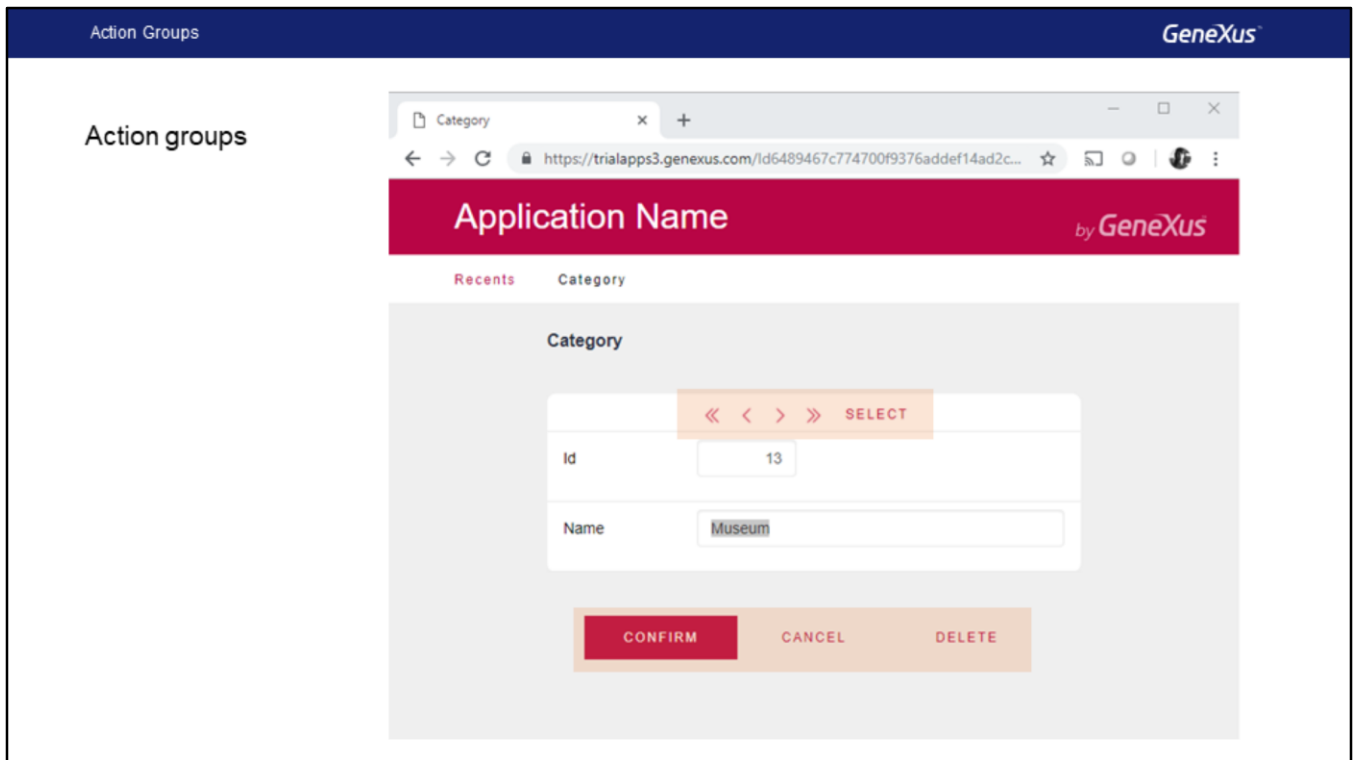 Action Groups
GeneXus™
Action groups
Category
https://trialapps3.genexus.com/Id6489467c774700f9376addef14ad2c...
Application Name
by GeneXus
Recents Category
Category
SELECT
Id 13
Name Museum
CONFIRM CANCEL DELETE